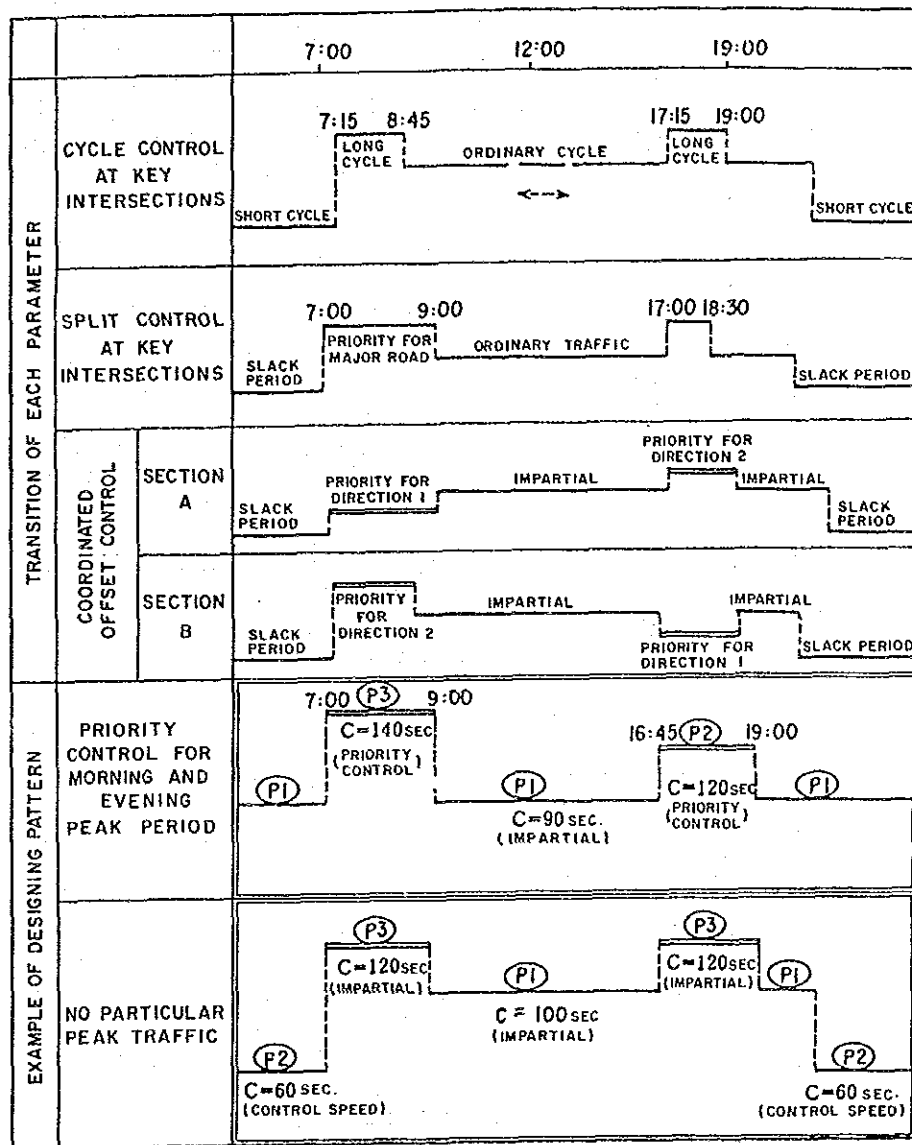 7:00 12:00 19:00
TRANSITION OF EACH PARAMETER
CYCLE CONTROL
AT KEY
INTERSECTIONS
7:15 8:45
17:15 19:00
LONG
CYCLE
ORDINARY CYCLE
LONG
CYCLE
SHORT CYCLE
SHORT CYCLE
SPLIT CONTROL
AT KEY
INTERSECTIONS
7:00 9:00
17:00 18:30
PRIORITY FOR
MAJOR ROAD
ORDINARY TRAFFIC
SLACK
PERIOD
SLACK PERIOD
COORDINATED
OFFSET CONTROL
SECTION
A
SLACK
PERIOD
PRIORITY FOR
DIRECTION 1
IMPARTIAL
PRIORITY FOR
DIRECTION 2
IMPARTIAL
SLACK
PERIOD
SECTION
B
SLACK
PERIOD
PRIORITY
FOR
DIRECTION 2
IMPARTIAL
PRIORITY FOR
DIRECTION 1
IMPARTIAL
SLACK PERIOD
EXAMPLE OF DESIGNING PATTERN
PRIORITY
CONTROL FOR
MORNING AND
EVENING
PEAK PERIOD
P1
7:00 P3 9:00
C=140SEC
(PRIORITY
CONTROL)
P1
C=90 SEC.
(IMPARTIAL)
16:45 P2 19:00
C=120SEC
(PRIORITY
CONTROL)
P1
NO PARTICULAR
PEAK TRAFFIC
P2
C=60 SEC.
(CONTROL SPEED)
P3
C=120SEC
(IMPARTIAL)
P1
C= 100 SEC
(IMPARTIAL)
P3
C=120SEC
(IMPARTIAL)
P1
P2
C=60 SEC.
(CONTROL SPEED)